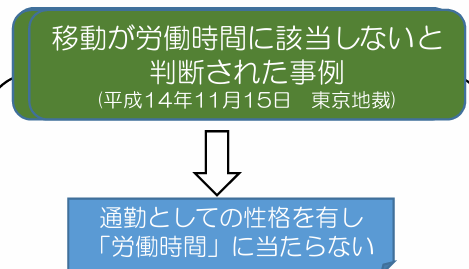 移動が労働時間に該当しないと
判断された事例
(平成14年11月15日　東京地裁)
通勤としての性格を有し
「労働時間」に当たらない